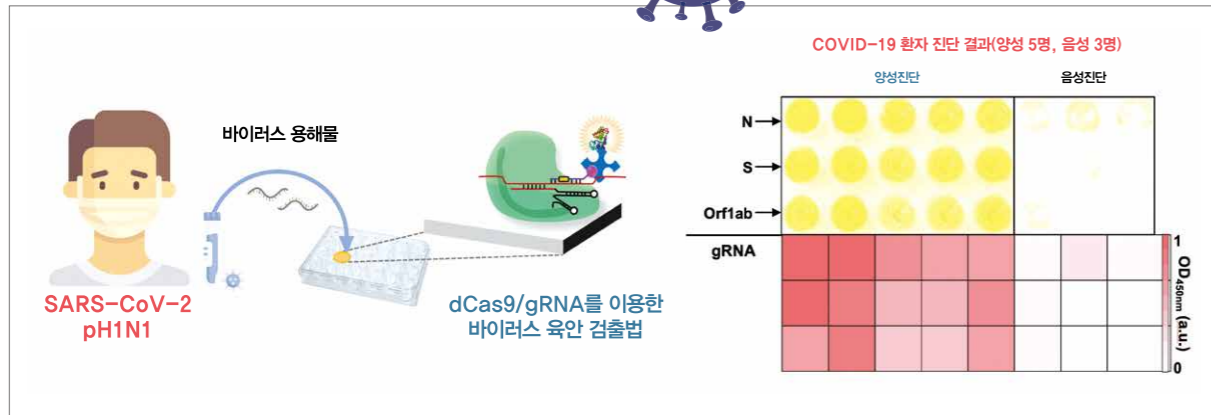 COVID-19 환자 진단 결과(양성 5명, 음성 3명)
양성진단
음성진단
바이러스 용해물
N
S
Orf1ab
gRNA
1
OD450nm (a.u.)
0
SARS-CoV-2
pH1N1
dCas9/gRNA를 이용한
바이러스 육안 검출법